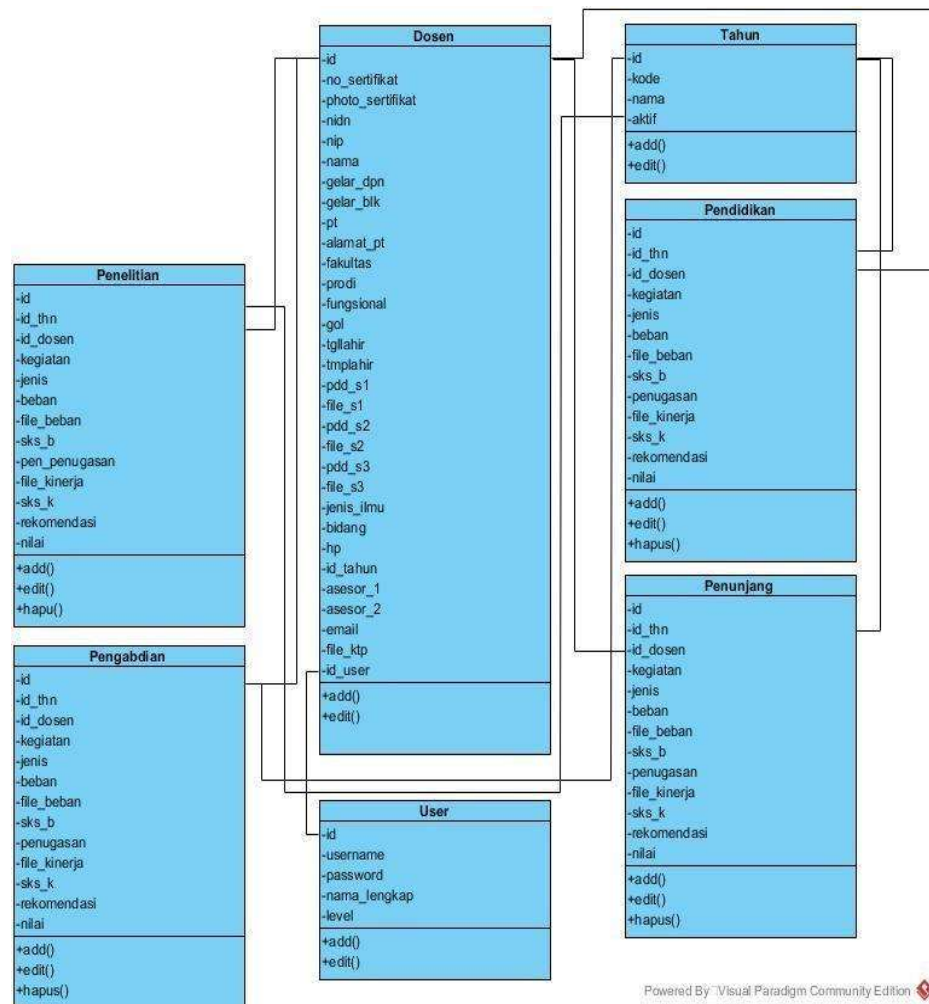 Dosen
-id
-no_sertifikat
-photo_sertifikat
-nidn
-nip
-nama
-gelar_dpn
-gelar_blk
-pt
-alamat_pt
-fakultas
-prodi
-fungsional
-gol
-tgllahir
-tmplahir
-pdd_s1
-file_s1
-pdd_s2
-file_s2
-pdd_s3
-file_s3
-jenis_ilmu
-bidang
-hp
-id_tahun
-asesor_1
-asesor_2
-email
-file_ktp
-id_user
+add()
+edit()
Tahun
-id
-kode
-nama
-aktif
+add()
+edit()
Pendidikan
-id
-id_thn
-id_dosen
-kegiatan
-jenis
-beban
-file_beban
-sks_b
-penugasan
-file_kinerja
-sks_k
-rekomendasi
-nilai
+add()
+edit()
+hapus()
Penelitian
-id
-id_thn
-id_dosen
-kegiatan
-jenis
-beban
-file_beban
-sks_b
-pen_penugasan
-file_kinerja
-sks_k
-rekomendasi
-nilai
+add()
+edit()
+hapu()
Penunjang
-id
-id_thn
-id_dosen
-kegiatan
-jenis
-beban
-file_beban
-sks_b
-penugasan
-file_kinerja
-sks_k
-rekomendasi
-nilai
+add()
+edit()
+hapus()
Pengabdian
-id
-id_thn
-id_dosen
-kegiatan
-jenis
-beban
-file_beban
-sks_b
-penugasan
-file_kinerja
-sks_k
-rekomendasi
-nilai
+add()
+edit()
+hapus()
User
-id
-username
-password
-nama_lengkap
-level
+add()
+edit()
Powered By Visual Paradigm Community Edition